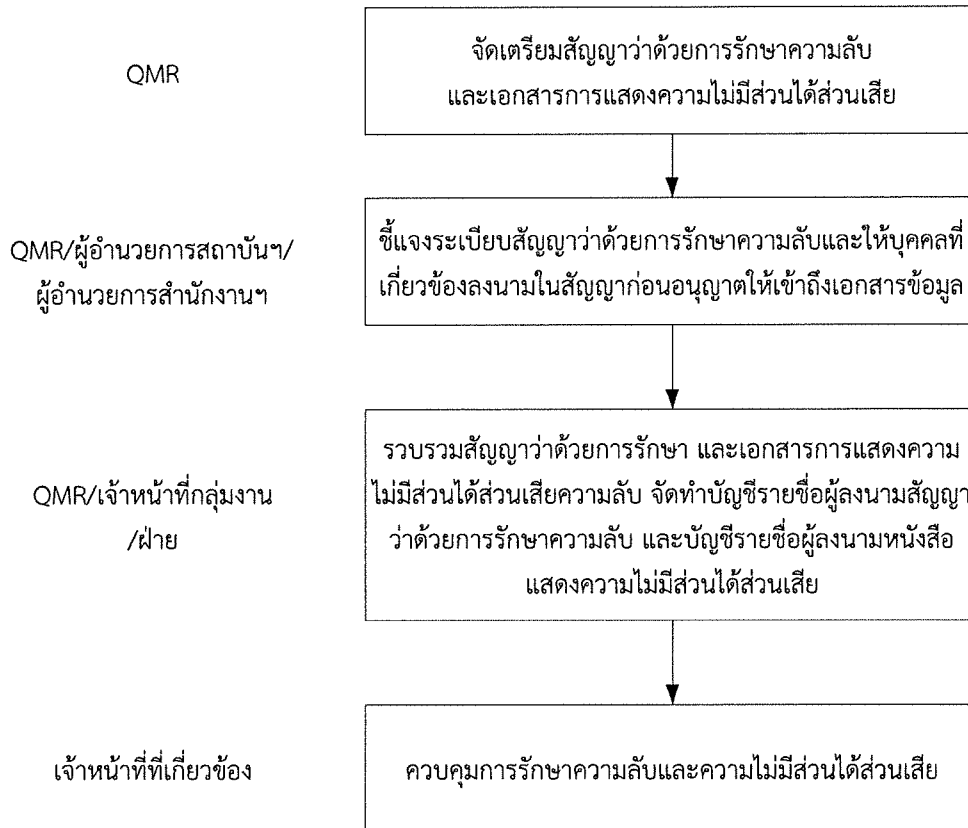 QMR
จัดเตรียมสัญญาว่าด้วยการรักษาความลับ
และเอกสารการแสดงความไม่มีส่วนได้ส่วนเสีย
QMR/ผู้อำนวยการสถาบันฯ/
ผู้อำนวยการสำนักงานฯ
ชี้แจงระเบียบสัญญาว่าด้วยการรักษาความลับและให้บุคคลที่
เกี่ยวข้องลงนามในสัญญาก่อนอนุญาตให้เข้าถึงเอกสารข้อมูล
QMR/เจ้าหน้าที่กลุ่มงาน
/ฝ่าย
รวบรวมสัญญาว่าด้วยการรักษา และเอกสารการแสดงความ
ไม่มีส่วนได้ส่วนเสียความลับ จัดทำบัญชีรายชื่อผู้ลงนามสัญญา
ว่าด้วยการรักษาความลับ และบัญชีรายชื่อผู้ลงนามหนังสือ
แสดงความไม่มีส่วนได้ส่วนเสีย
เจ้าหน้าที่ที่เกี่ยวข้อง
ควบคุมการรักษาความลับและความไม่มีส่วนได้ส่วนเสีย